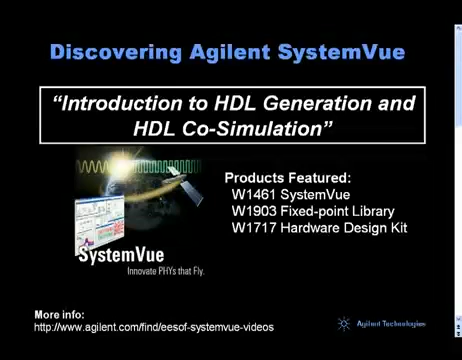 Discovering Agilent SystemVue
“Introduction to HDL Generation and
HDL Co-Simulation”
Products Featured:
W1461 SystemVue
W1903 Fixed-point Library
W1717 Hardware Design Kit
SystemVue
Innovate PHYs that Fly.
More info:
http://www.agilent.com/find/eesof-systemvue-videos
Agilent Technologies